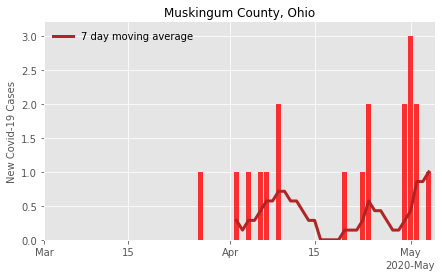 Muskingum County, Ohio
7 day moving average
New Covid-19 Cases
3.0
2.5
2.0
1.5
1.0
0.5
0.0
Mar 15 Apr 15 May
2020-May